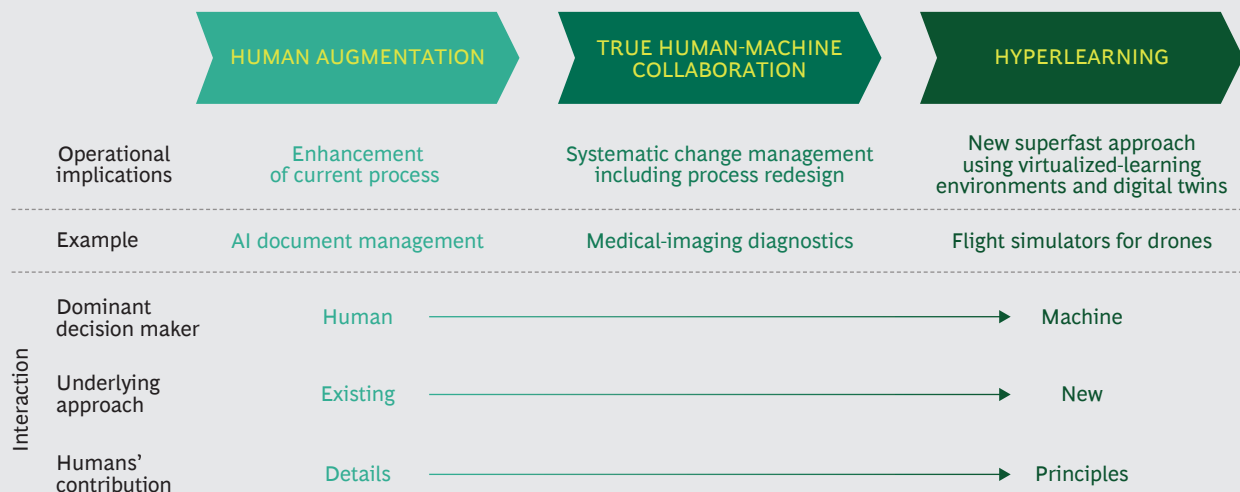 HUMAN AUGMENTATION
TRUE HUMAN-MACHINE
COLLABORATION
HYPERLEARNING
Operational
implications
Enhancement
of current process
Systematic change management
including process redesign
New superfast approach
using virtualized-learning
environments and digital twins
Example
AI document management
Medical-imaging diagnostics
Flight simulators for drones
Interaction
Dominant
decision maker
Human
Machine
Underlying
approach
Existing
New
Humans’
contribution
Details
Principles